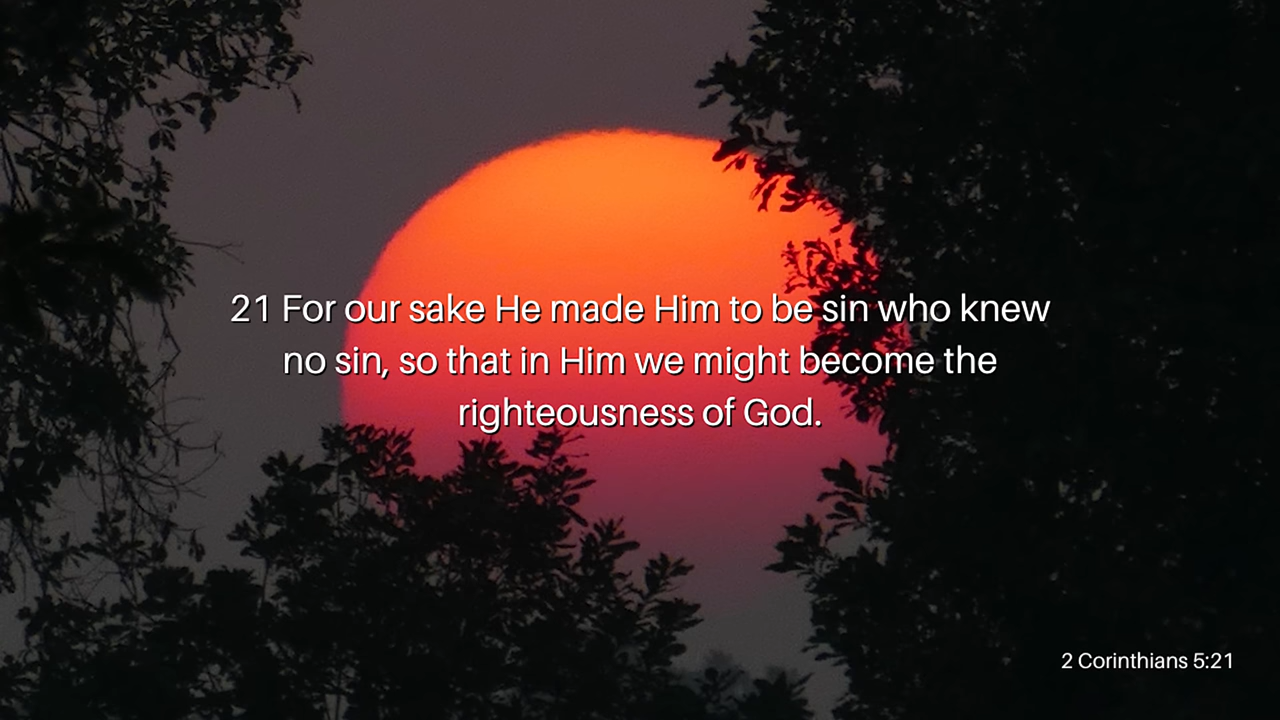 21 For our sake He made Him to be sin who knew
no sin, so that in Him we might become the
righteousness of God.
2 Corinthians 5:21